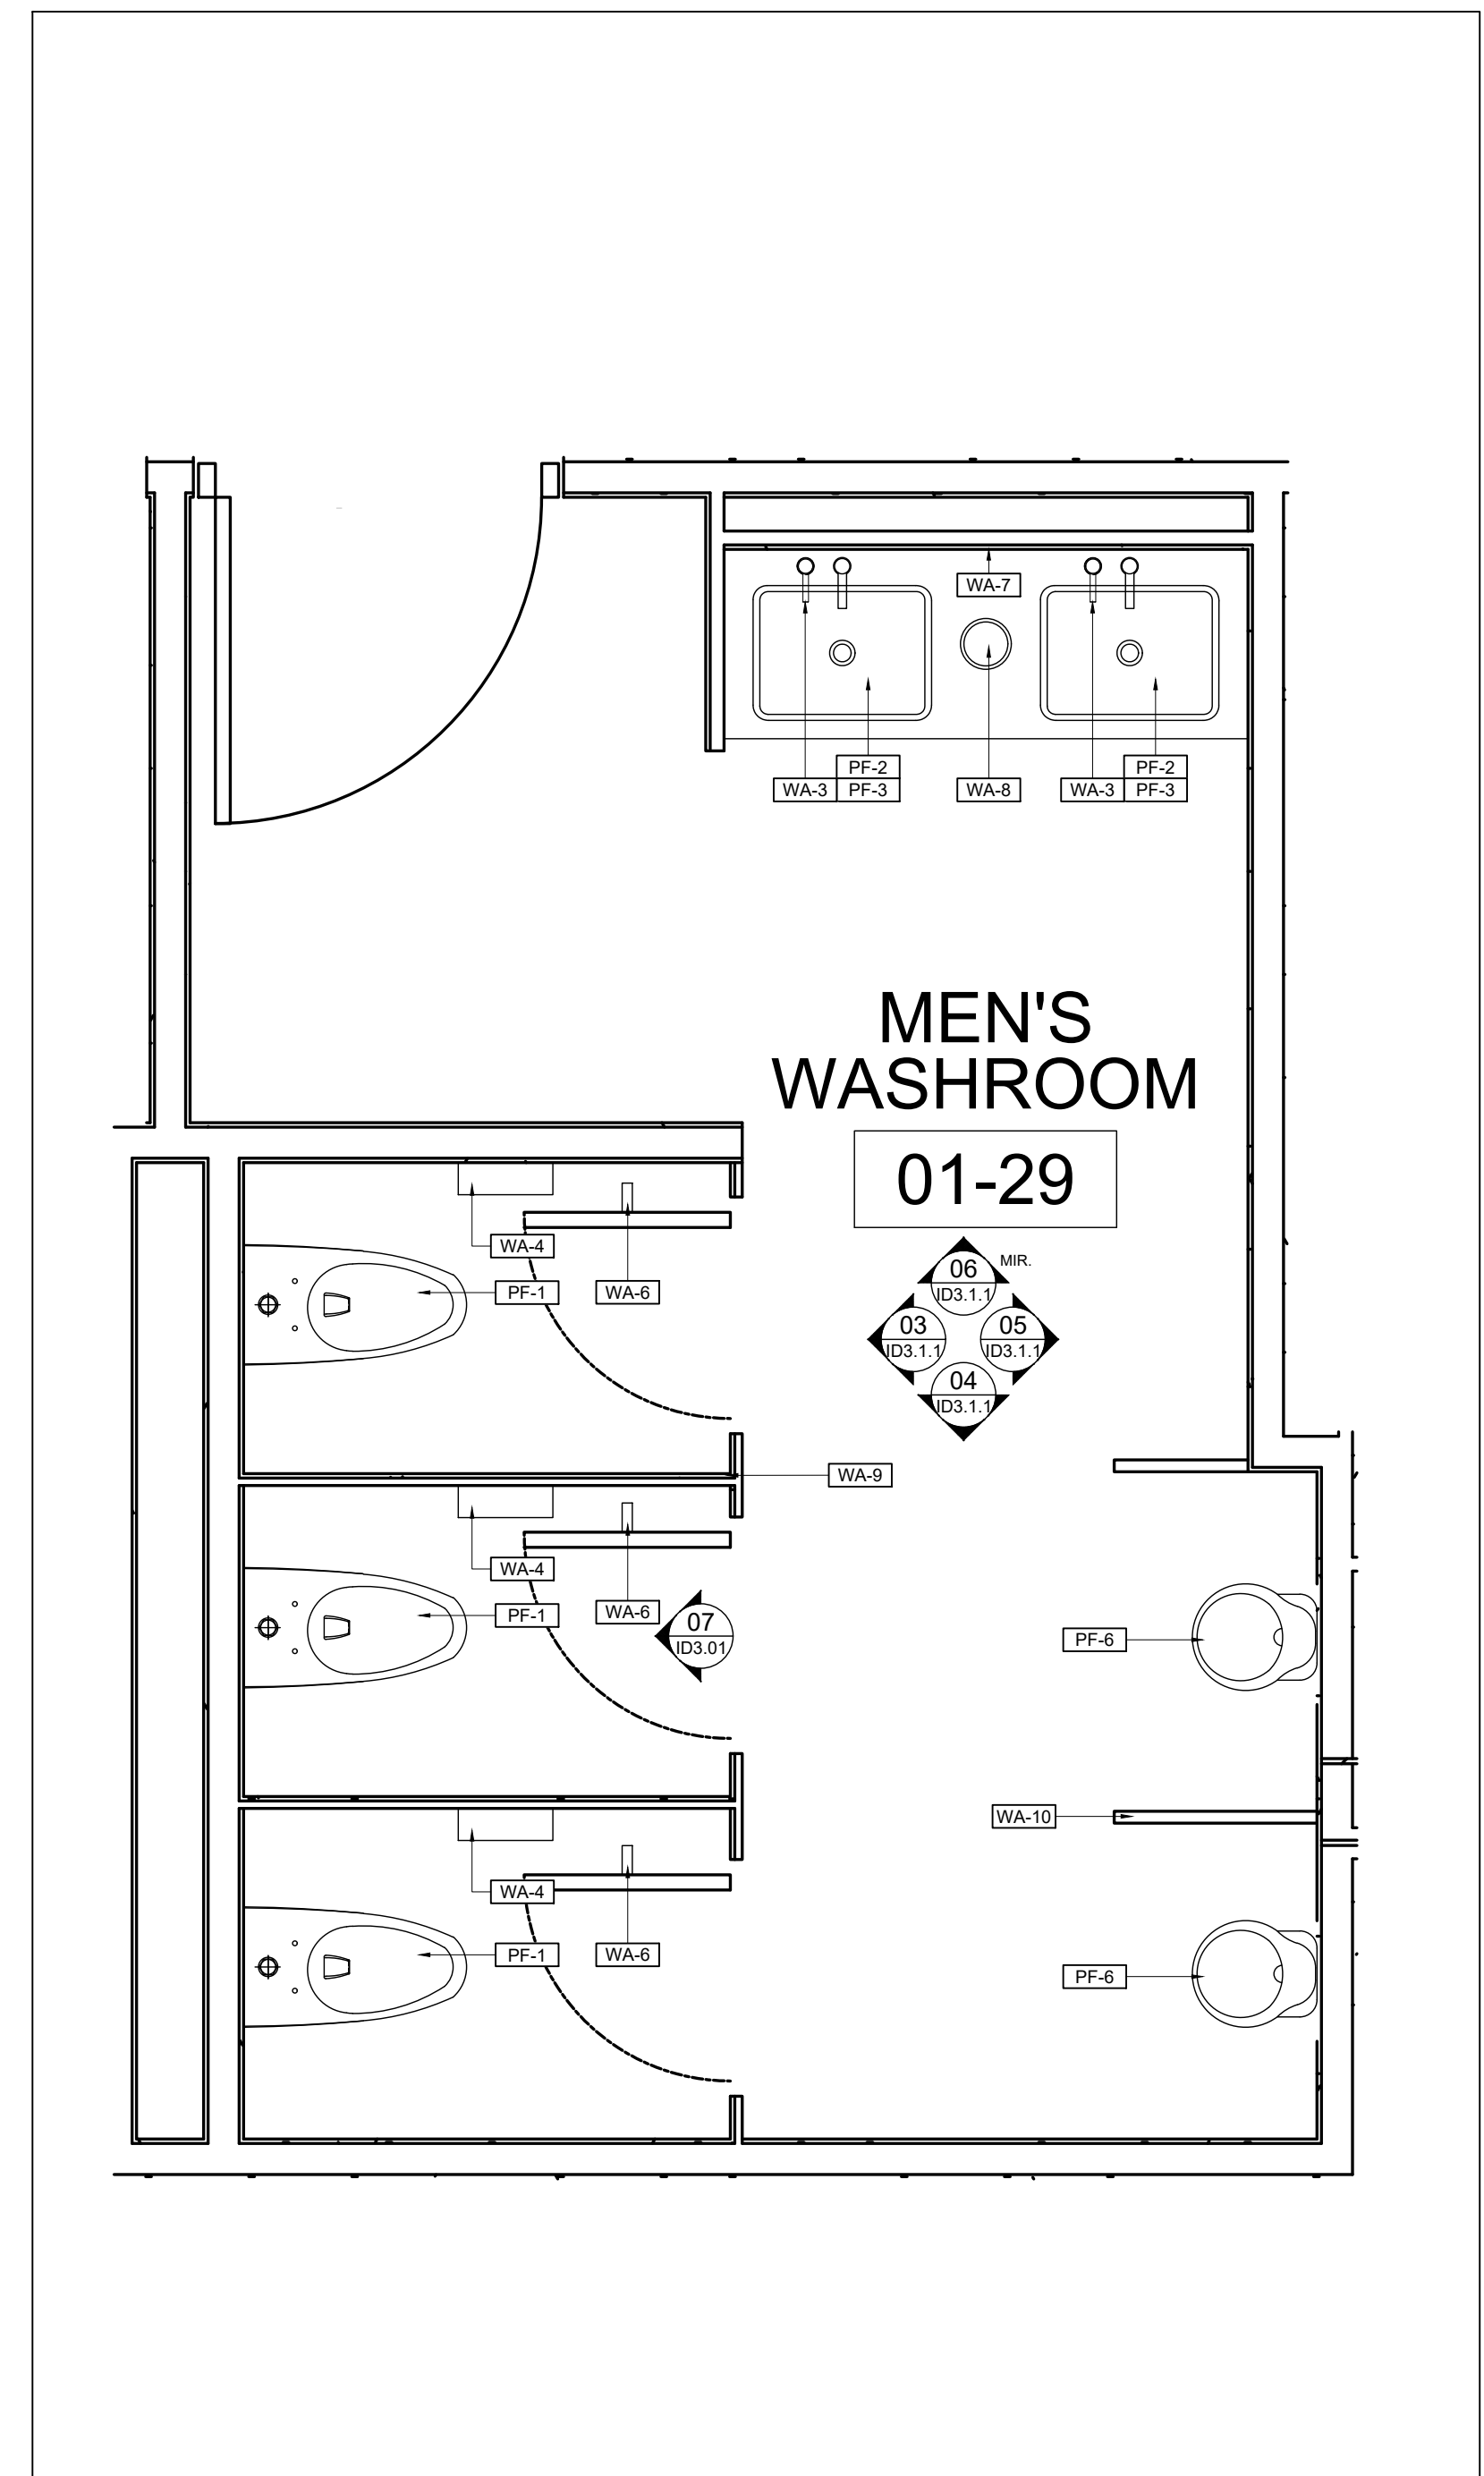 WA-7
PF-2
PF-2
WA-3
PF-3
WA-8
WA-3
PF-3
MEN'S
WASHROOM
01-29
WA-4
06
MIR.
ID3.1.1
PF-1
WA-6
03
05
ID3.1.1
ID3.1.1
04
ID3.1.1
WA-9
WA-4
PF-1
WA-6
07
ID3.01
PF-6
WA-10
WA-4
PF-1
WA-6
PF-6